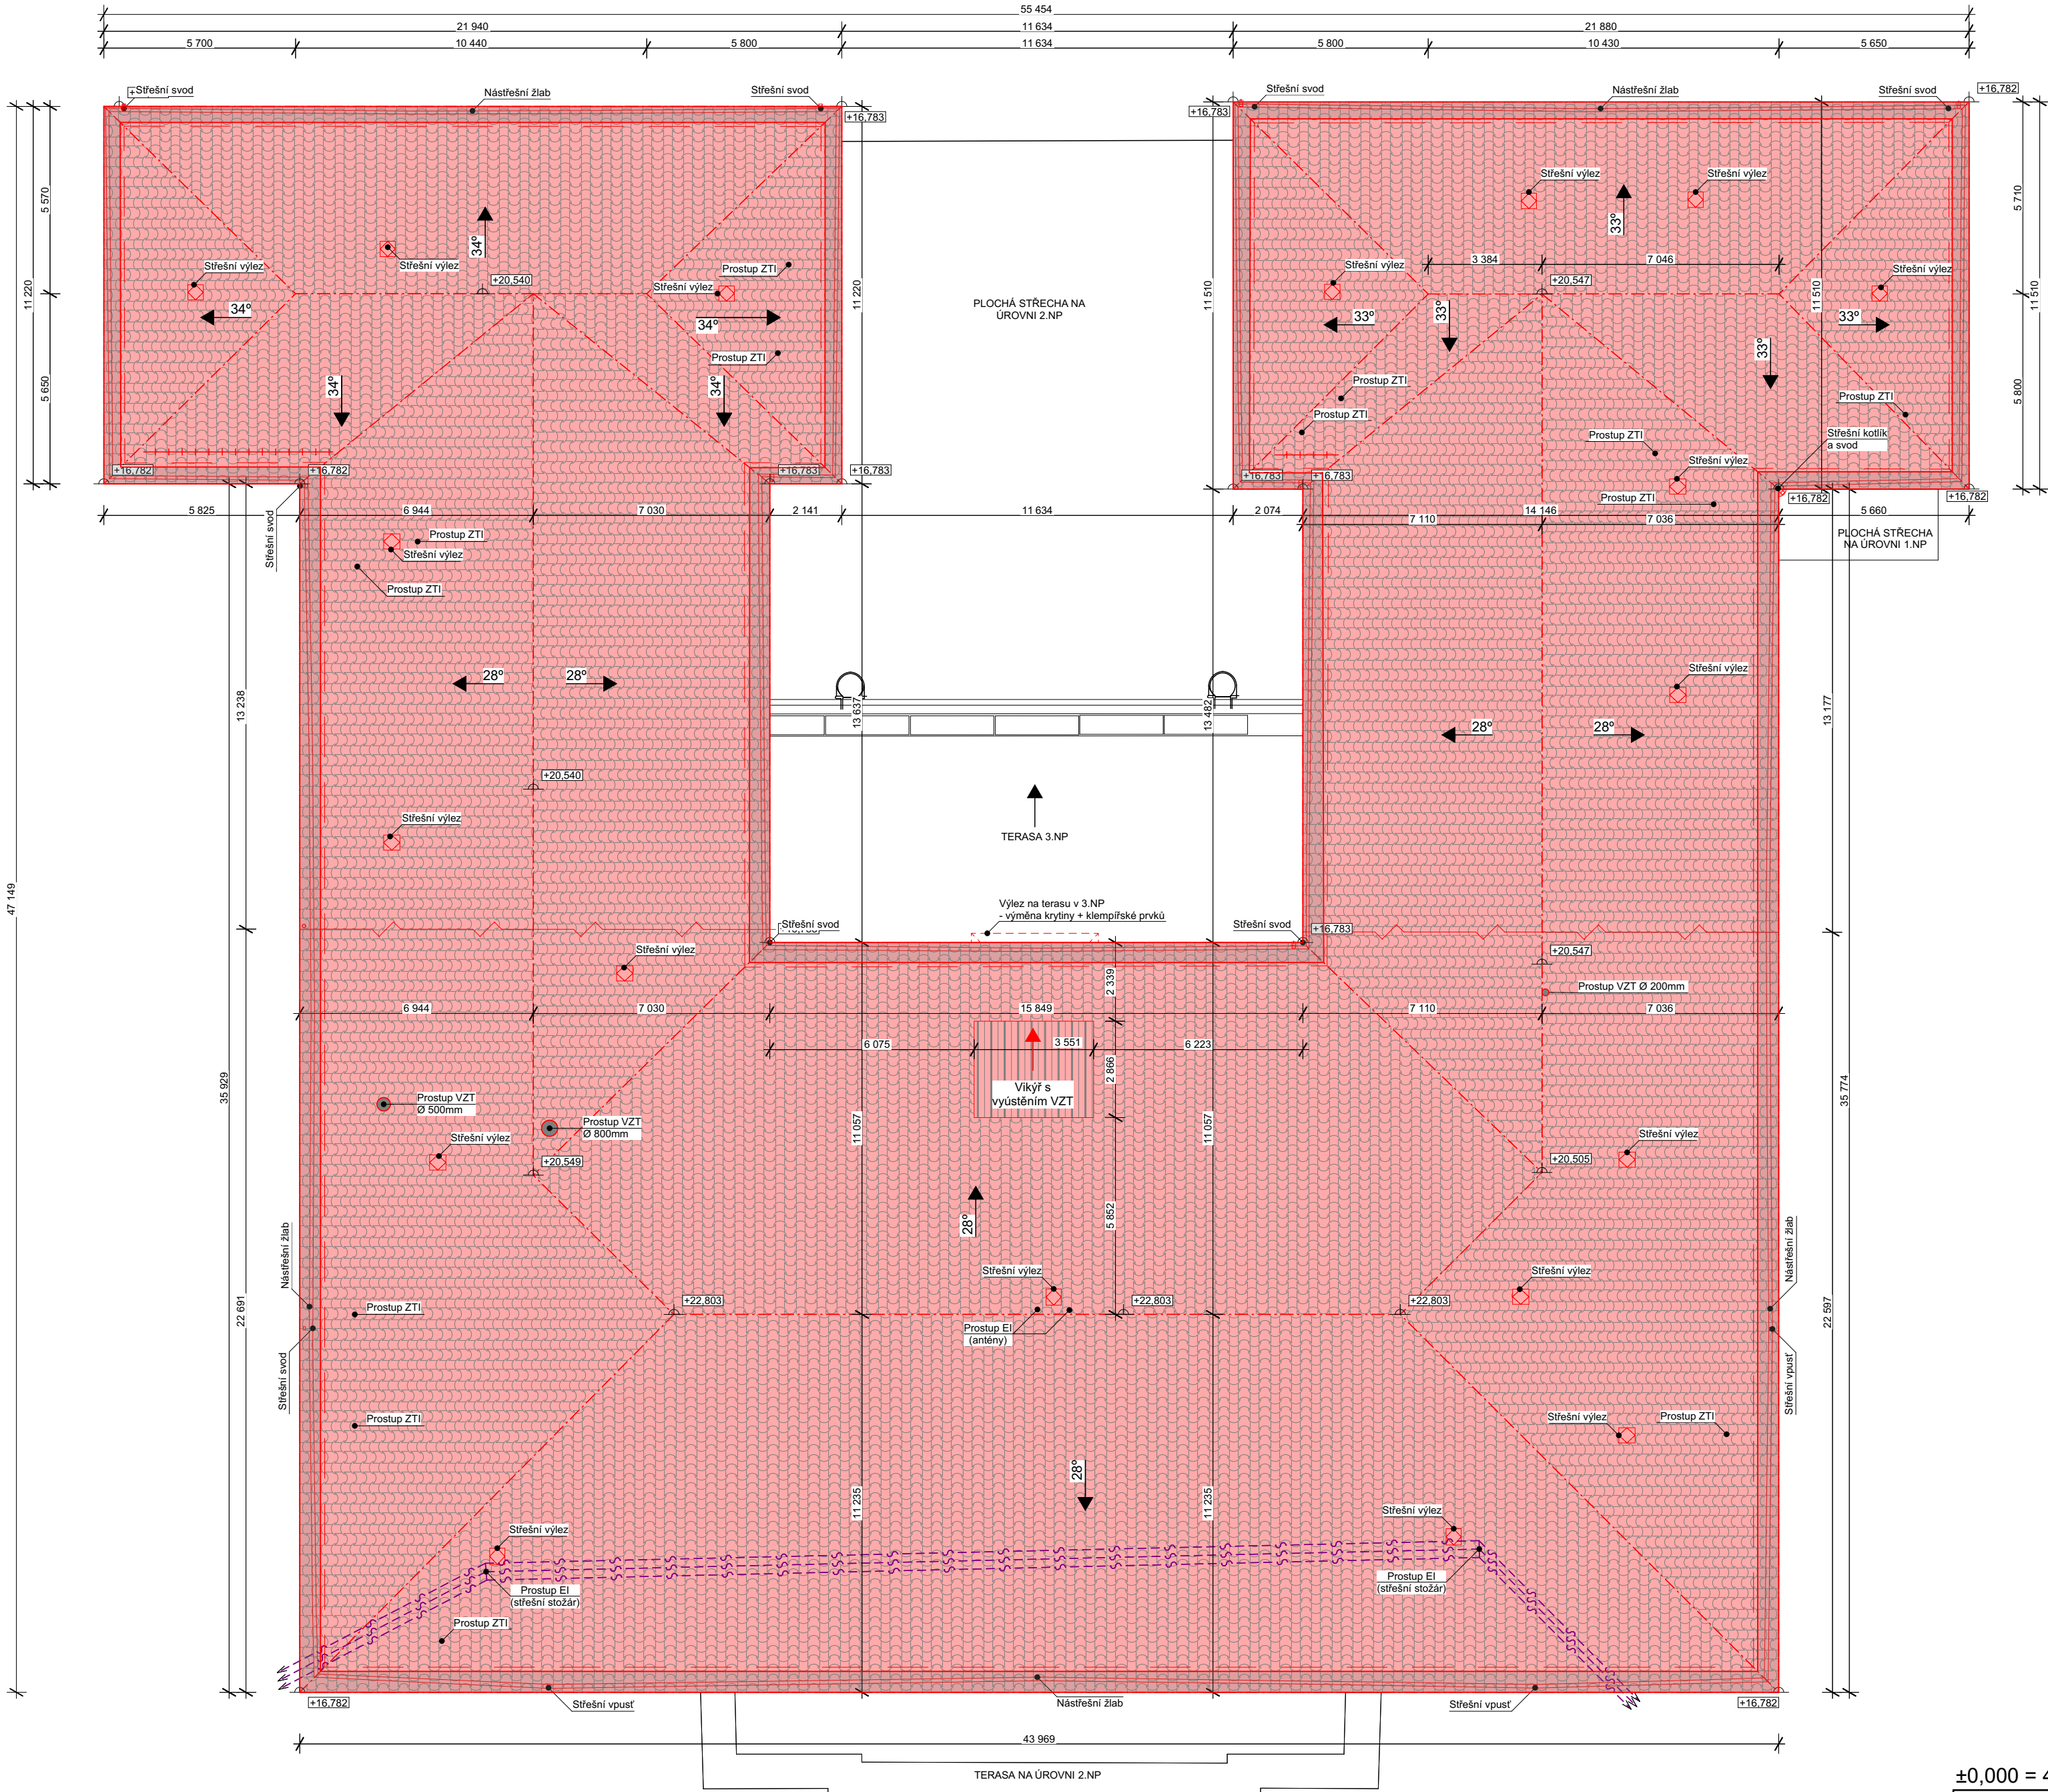 55 454
21 940
11 634
21 880
5 700
10 440
5 800
11 634
5 800
10 430
5 650
Střešní svod
Nástřešní žlab
Střešní svod
+16,783
Střešní svod
+16,783
Nástřešní žlab
Střešní svod
+16,782
5 570
5 650
11 220
47 149
Střešní výlez
Střešní výlez
Střešní výlez
Prostup ZTI
Prostup ZTI
34°
34°
34°
34°
34°
+20,540
11 220
PLOCHÁ STŘECHA NA
ÚROVNI 2.NP
11 510
Střešní výlez
Střešní výlez
Střešní výlez
Střešní výlez
33°
33°
33°
33°
33°
3 384
7 046
+20,547
11 510
5 710
5 800
11 510
Prostup ZTI
Prostup ZTI
Prostup ZTI
Střešní výlez
Prostup ZTI
Prostup ZTI
Střešní kotlík
a svod
+16,782
+16,782
+16,783
+16,783
+16,783
+16,783
+16,782
+16,782
5 825
6 944
7 030
2 141
11 634
2 074
7 110
14 146
7 036
5 660
PLOCHÁ STŘECHA
NA ÚROVNI 1.NP
Střešní svod
Prostup ZTI
Střešní výlez
Prostup ZTI
28°
28°
13 238
35 929
13 637
13 482
Střešní výlez
28°
28°
13 177
35 774
+20,540
Střešní výlez
TERASA 3.NP
Výlez na terasu v 3.NP
- výměna krytiny + klempířské prvků
Střešní svod
Střešní svod
+16,783
Střešní výlez
+20,547
Prostup VZT Ø 200mm
2 339
6 944
7 030
15 849
7 110
7 036
6 075
3 551
6 223
2 866
Vikýř s
vyústěním VZT
Prostup VZT
Ø 500mm
Prostup VZT
Ø 800mm
Střešní výlez
+20,549
11 057
11 057
Střešní výlez
+20,505
28°
5 852
Nástřešní žlab
Střešní svod
Prostup ZTI
22 691
Střešní výlez
Střešní výlez
+22,803
+22,803
+22,803
Prostup El
(antény)
Nástřešní žlab
Střešní vpusť
22 597
Prostup ZTI
Střešní výlez
Prostup ZTI
28°
11 235
11 235
Střešní výlez
Střešní výlez
Prostup El
(střešní stožár)
Prostup El
(střešní stožár)
Prostup ZTI
+16,782
Střešní vpusť
Nástřešní žlab
Střešní vpusť
+16,782
43 969
TERASA NA ÚROVNI 2.NP
±0,000 = 4